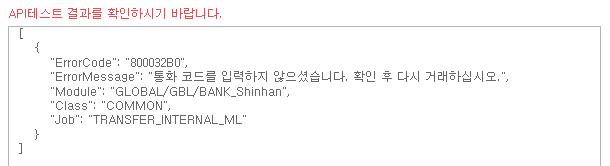 API테스트 결과를 확인하시기 바랍니다.
[
{
"ErrorCode": "800032B0",
"ErrorMessage": "통화 코드를 입력하지 않으셨습니다. 확인 후 다시 거래하십시오.",
"Module": "GLOBAL/GBL/BANK_Shinhan",
"Class": "COMMON",
"Job": "TRANSFER_INTERNAL_ML"
}
]